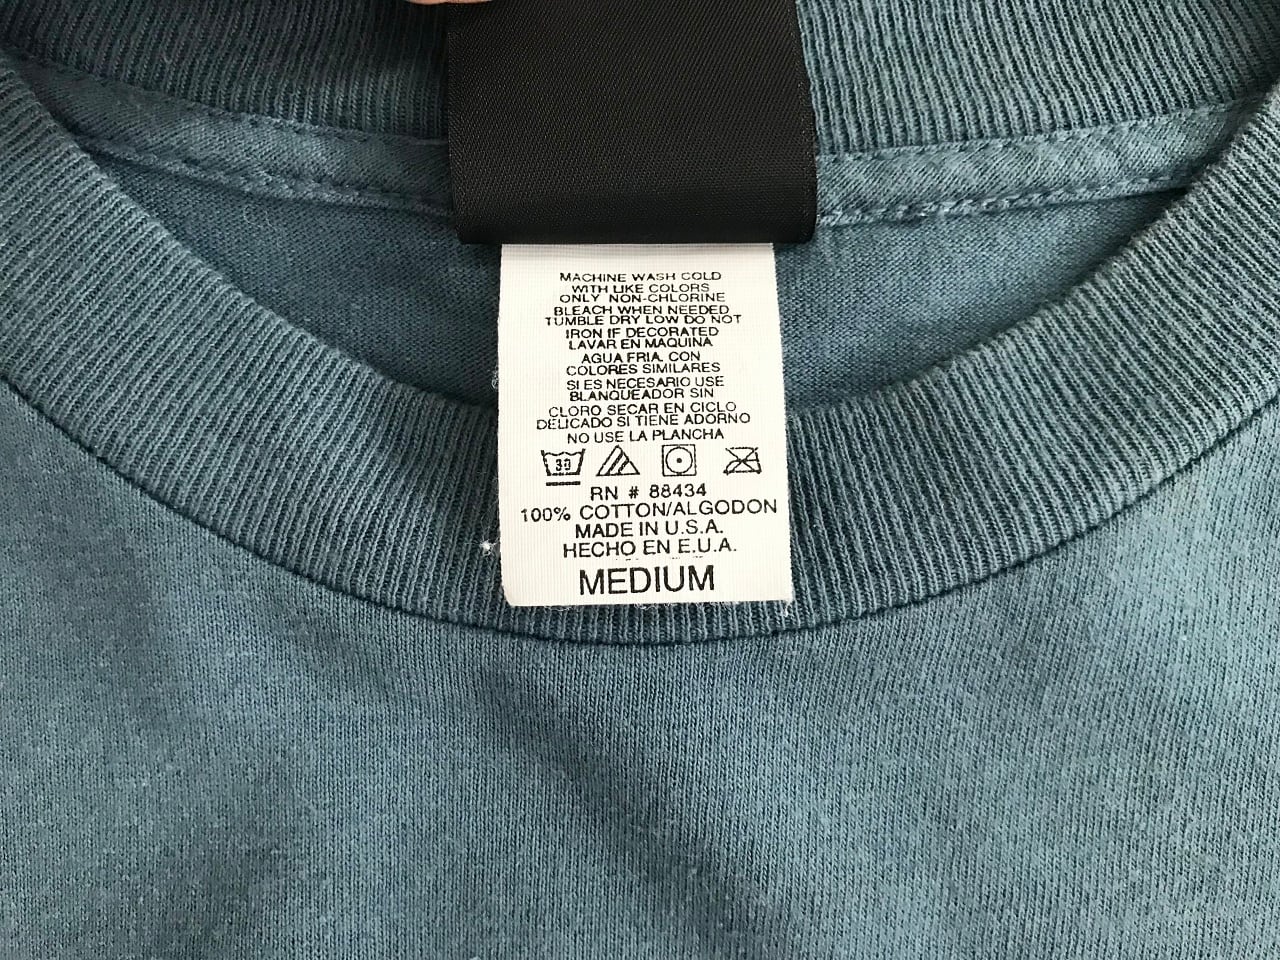 MACHINE WASH COLD
WITH LIKE COLORS
ONLY NON-CHLORINE
BLEACH WHEN NEEDED
TUMBLE DRY LOW DO NOT
IRON IF DECORATED
LAVAR EN MAQUINA
AGUA FRIA. CON
COLORES SIMILARES
SI ES NECESARIO USE
BLANQUEADOR SIN
CLORO SECAR EN CICLO
DELICADO SI TIENE ADORNO
NO USE LA PLANCHA
30
RN # 88434
100% COTTON/ALGODON
MADE IN U.S.A.
HECHO EN E.U.A.
MEDIUM